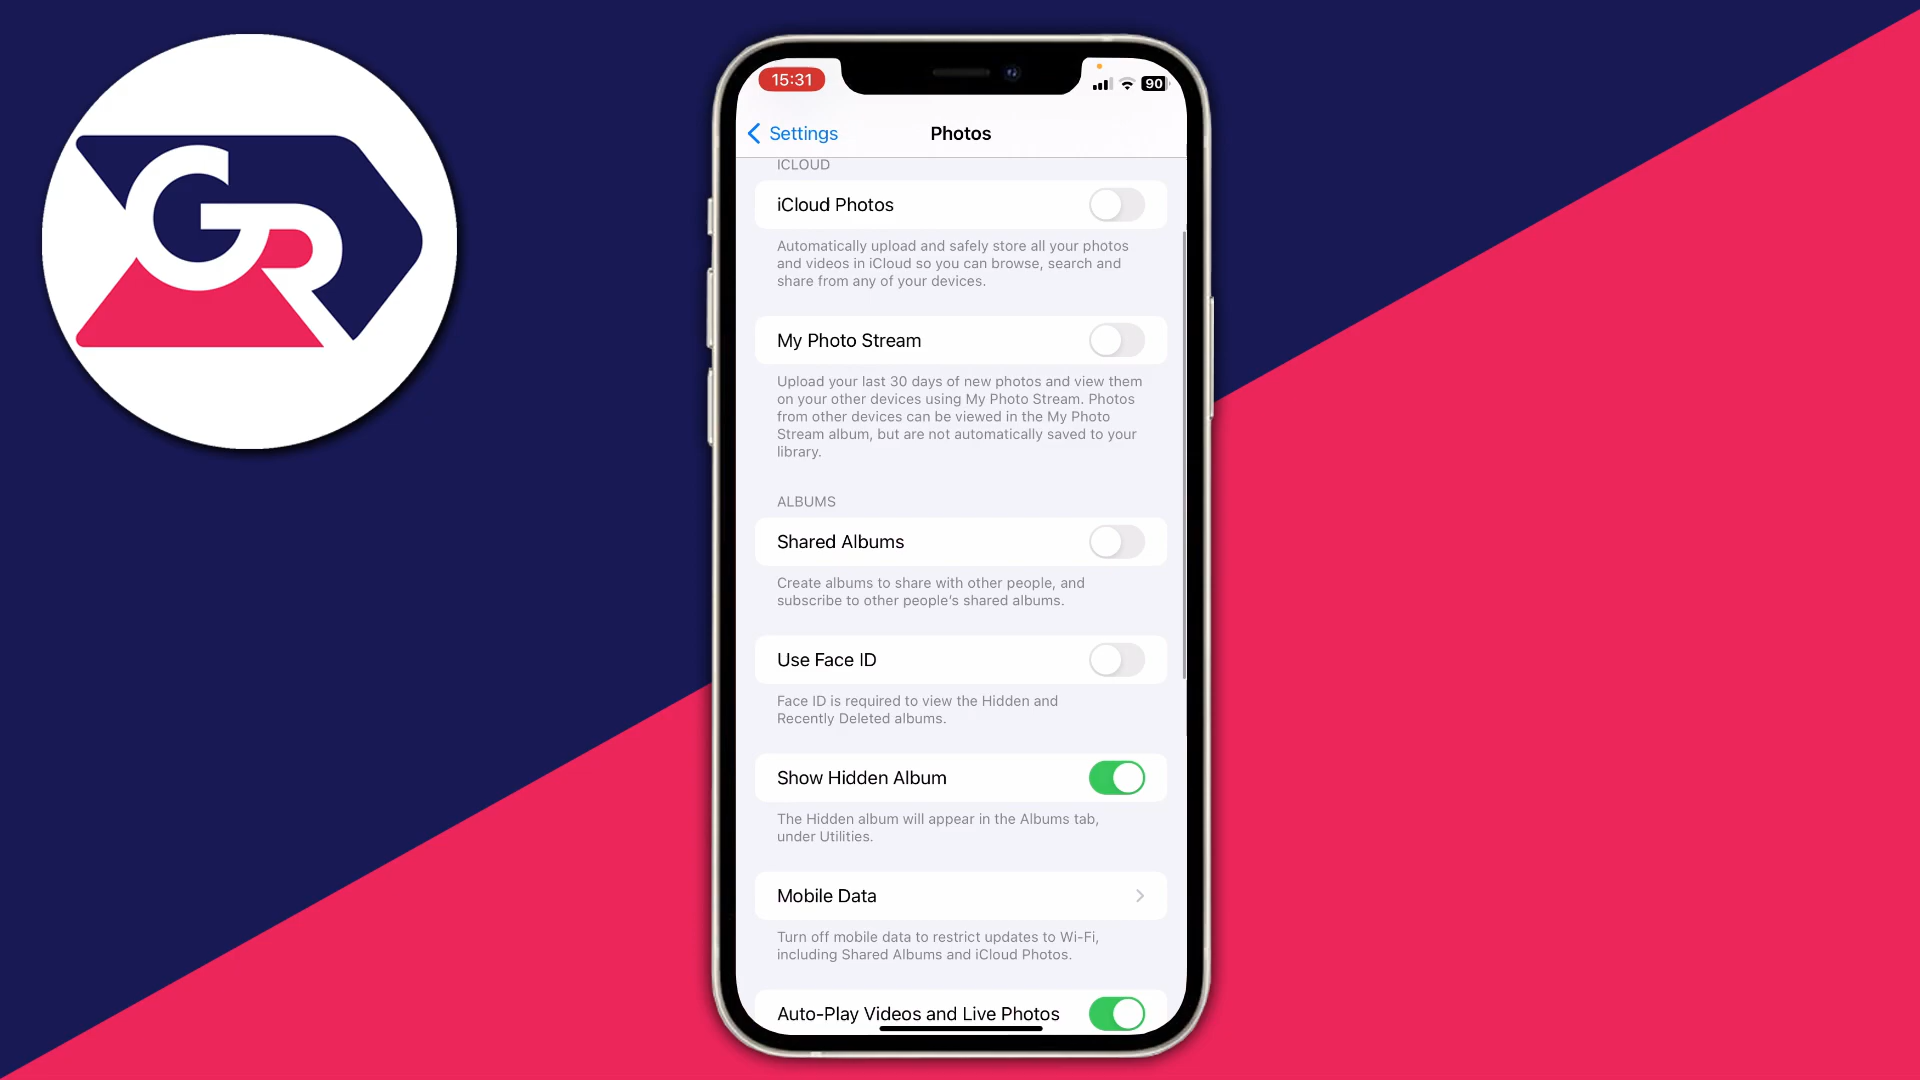 GR
15:31
90
Settings
Photos
ICLOUD
iCloud Photos
Automatically upload and safely store all your photos
and videos in iCloud so you can browse, search and
share from any of your devices.
My Photo Stream
Upload your last 30 days of new photos and view them
on your other devices using My Photo Stream. Photos
from other devices can be viewed in the My Photo
Stream album, but are not automatically saved to your
library.
ALBUMS
Shared Albums
Create albums to share with other people, and
subscribe to other people’s shared albums.
Use Face ID
Face ID is required to view the Hidden and
Recently Deleted albums.
Show Hidden Album
The Hidden album will appear in the Albums tab,
under Utilities.
Mobile Data
Turn off mobile data to restrict updates to Wi-Fi,
including Shared Albums and iCloud Photos.
Auto-Play Videos and Live Photos